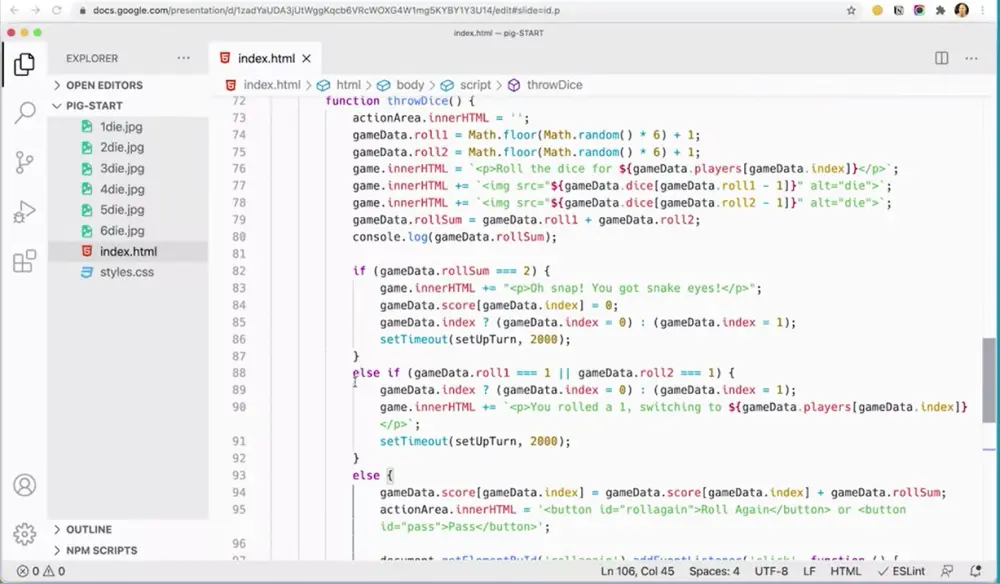 docs.google.com/presentation/d/1zadYaUDA3jUtWggKqcb6VRcWOXG4W1mg5KYBY1Y3U14/edit#slide=id.p
index.html — pig-START
EXPLORER
OPEN EDITORS
PIG-START
1die.jpg
2die.jpg
3die.jpg
4die.jpg
5die.jpg
6die.jpg
index.html
styles.css
OUTLINE
NPM SCRIPTS
index.html
index.html > html > body > script > throwDice
72 function throwDice() {
73 actionArea.innerHTML = '';
74 gameData.roll1 = Math.floor(Math.random() * 6) + 1;
75 gameData.roll2 = Math.floor(Math.random() * 6) + 1;
76 game.innerHTML = `<p>Roll the dice for ${gameData.players[gameData.index]}</p>`;
77 game.innerHTML += `<img src="${gameData.dice[gameData.roll1 - 1]}" alt="die">`;
78 game.innerHTML += `<img src="${gameData.dice[gameData.roll2 - 1]}" alt="die">`;
79 gameData.rollSum = gameData.roll1 + gameData.roll2;
80 console.log(gameData.rollSum);
81
82 if (gameData.rollSum === 2) {
83 game.innerHTML += "<p>Oh snap! You got snake eyes!</p>";
84 gameData.score[gameData.index] = 0;
85 gameData.index ? (gameData.index = 0) : (gameData.index = 1);
86 setTimeout(setUpTurn, 2000);
87 }
88 else if (gameData.roll1 === 1 || gameData.roll2 === 1) {
89 gameData.index ? (gameData.index = 0) : (gameData.index = 1);
90 game.innerHTML += `<p>You rolled a 1, switching to ${gameData.players[gameData.index]}
</p>`;
91 setTimeout(setUpTurn, 2000);
92 }
93 else {
94 gameData.score[gameData.index] = gameData.score[gameData.index] + gameData.rollSum;
95 actionArea.innerHTML = '<button id="rollagain">Roll Again</button> or <button
id="pass">Pass</button>';
96
97 document.getElementById('rollagain').addEventListener('click', function () {
0 0 Ln 106, Col 45 Spaces: 4 UTF-8 LF HTML ESLint